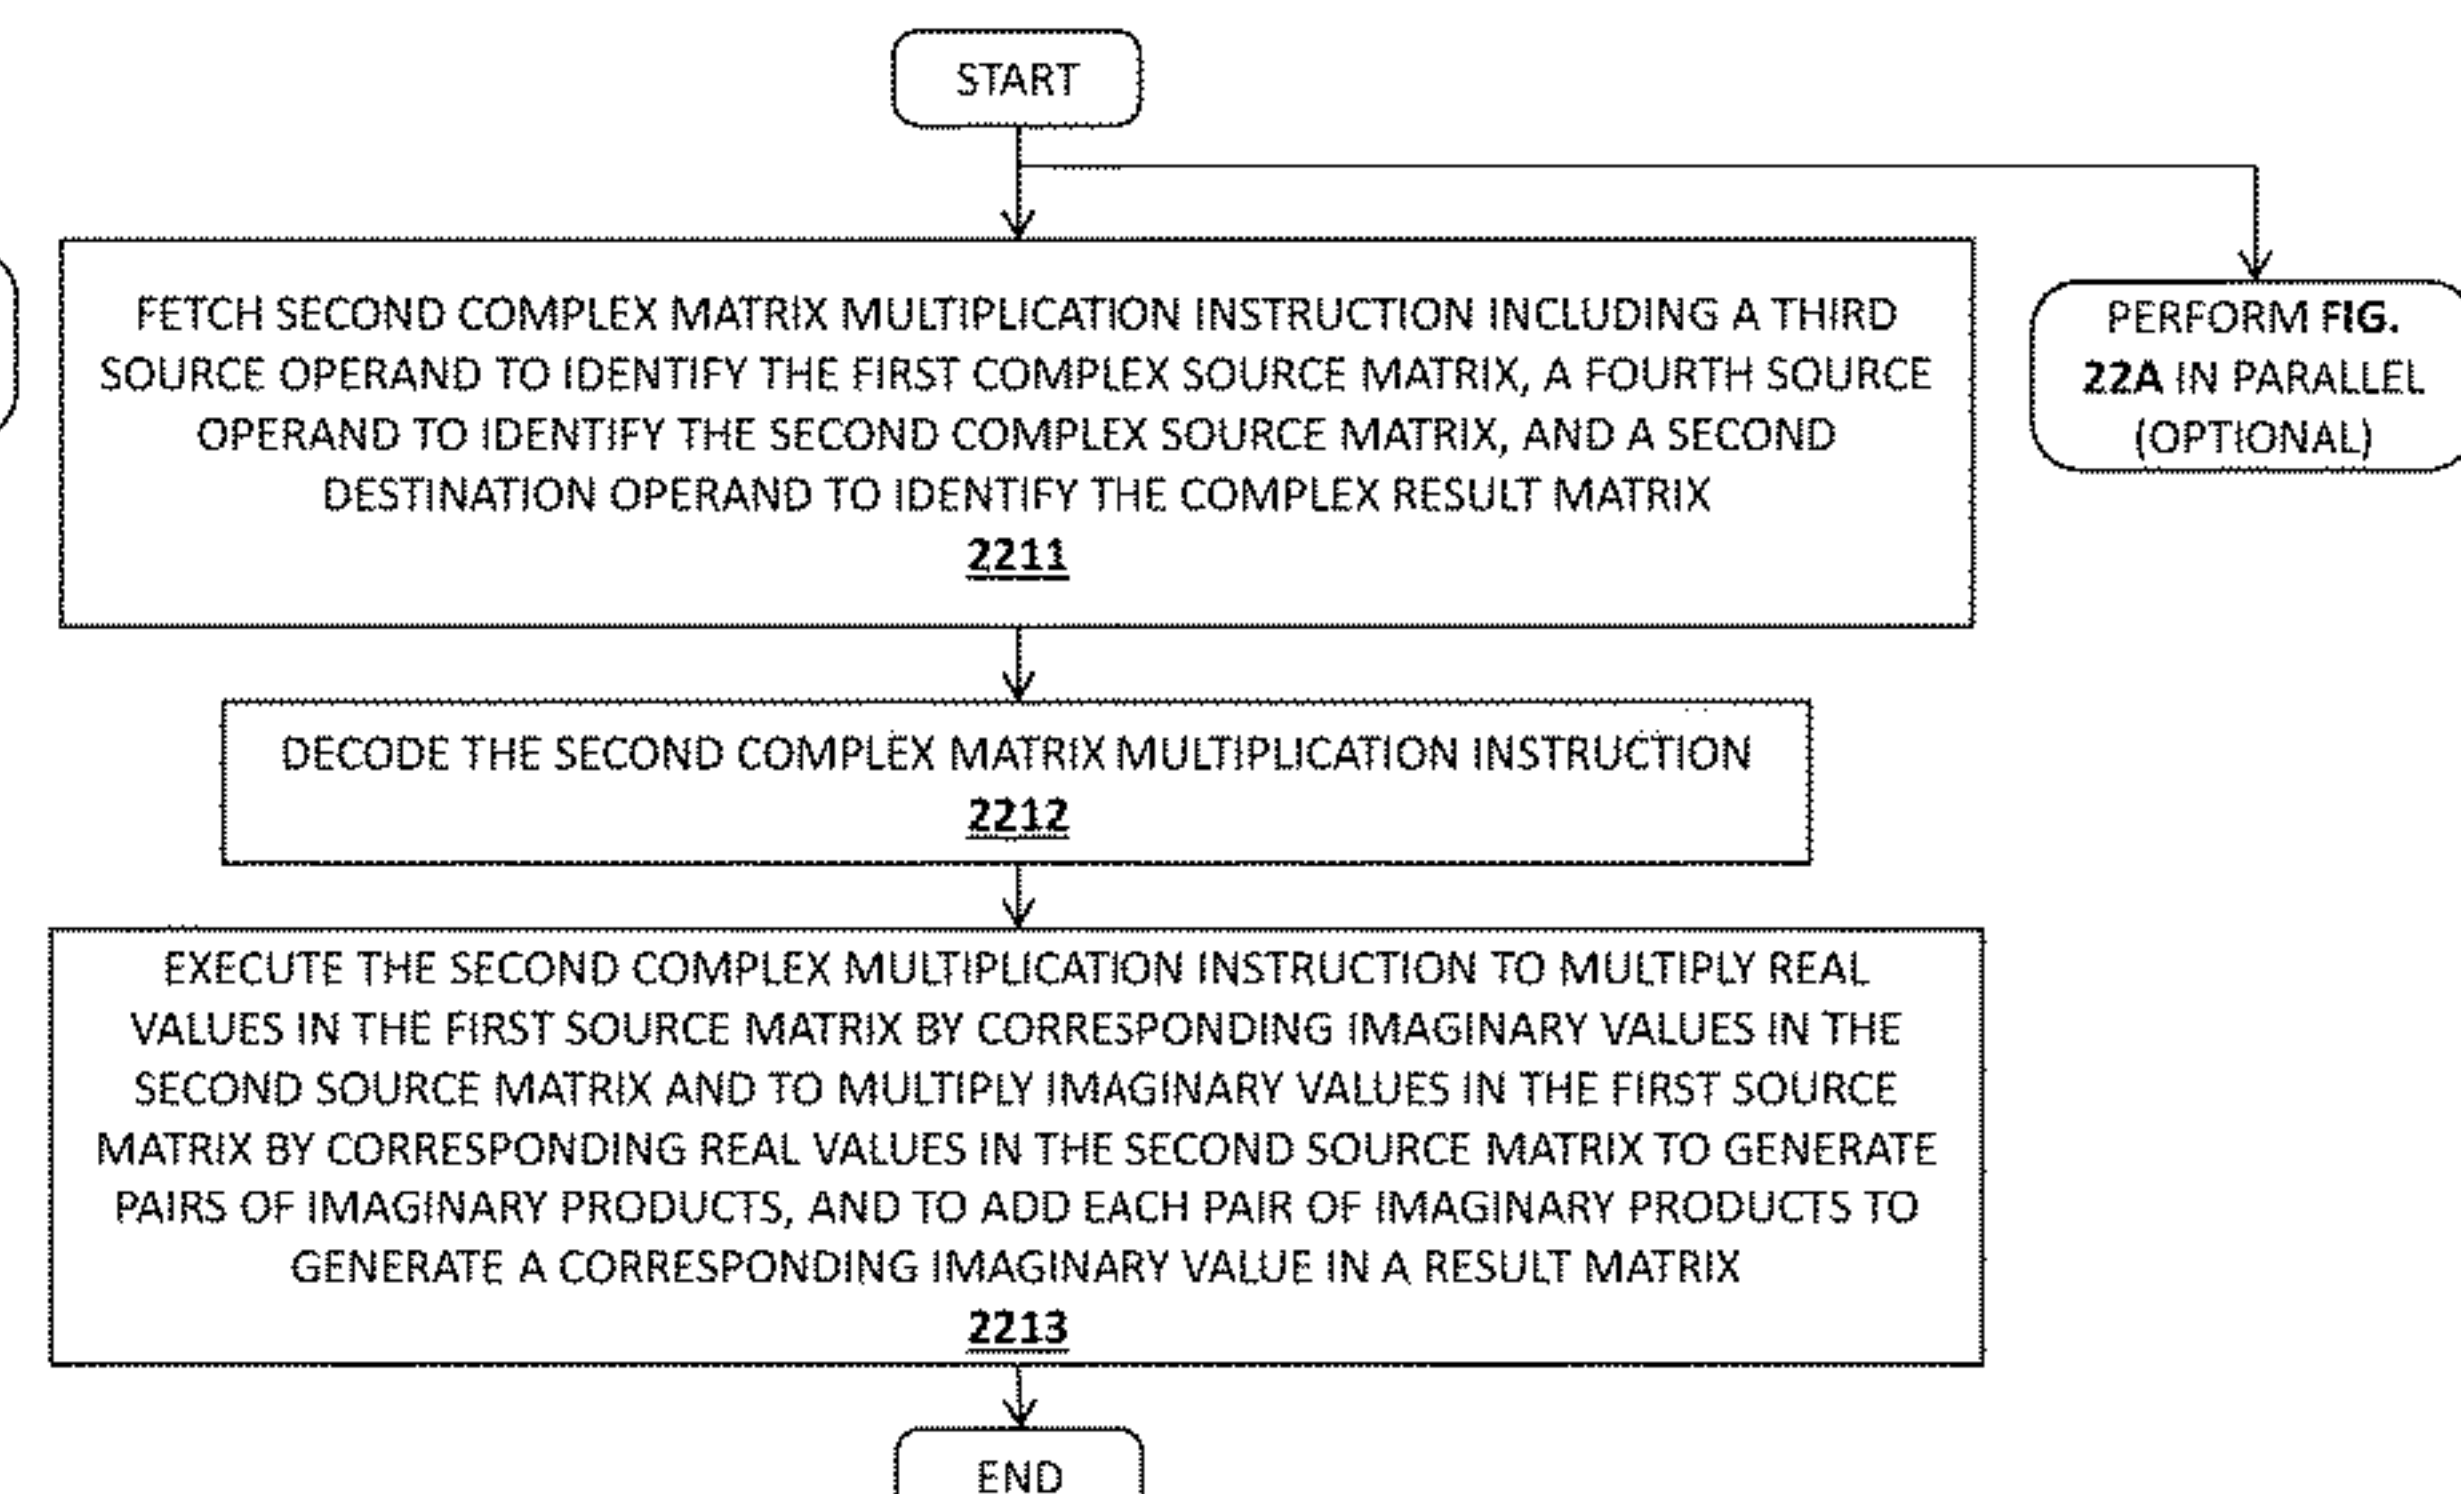 START
FETCH SECOND COMPLEX MATRIX MULTIPLICATION INSTRUCTION INCLUDING A THIRD
SOURCE OPERAND TO IDENTIFY THE FIRST COMPLEX SOURCE MATRIX, A FOURTH SOURCE
OPERAND TO IDENTIFY THE SECOND COMPLEX SOURCE MATRIX, AND A SECOND
DESTINATION OPERAND TO IDENTIFY THE COMPLEX RESULT MATRIX
2211
PERFORM FIG.
22A IN PARALLEL
(OPTIONAL)
DECODE THE SECOND COMPLEX MATRIX MULTIPLICATION INSTRUCTION
2212
EXECUTE THE SECOND COMPLEX MULTIPLICATION INSTRUCTION TO MULTIPLY REAL
VALUES IN THE FIRST SOURCE MATRIX BY CORRESPONDING IMAGINARY VALUES IN THE
SECOND SOURCE MATRIX AND TO MULTIPLY IMAGINARY VALUES IN THE FIRST SOURCE
MATRIX BY CORRESPONDING REAL VALUES IN THE SECOND SOURCE MATRIX TO GENERATE
PAIRS OF IMAGINARY PRODUCTS, AND TO ADD EACH PAIR OF IMAGINARY PRODUCTS TO
GENERATE A CORRESPONDING IMAGINARY VALUE IN A RESULT MATRIX
2213
END